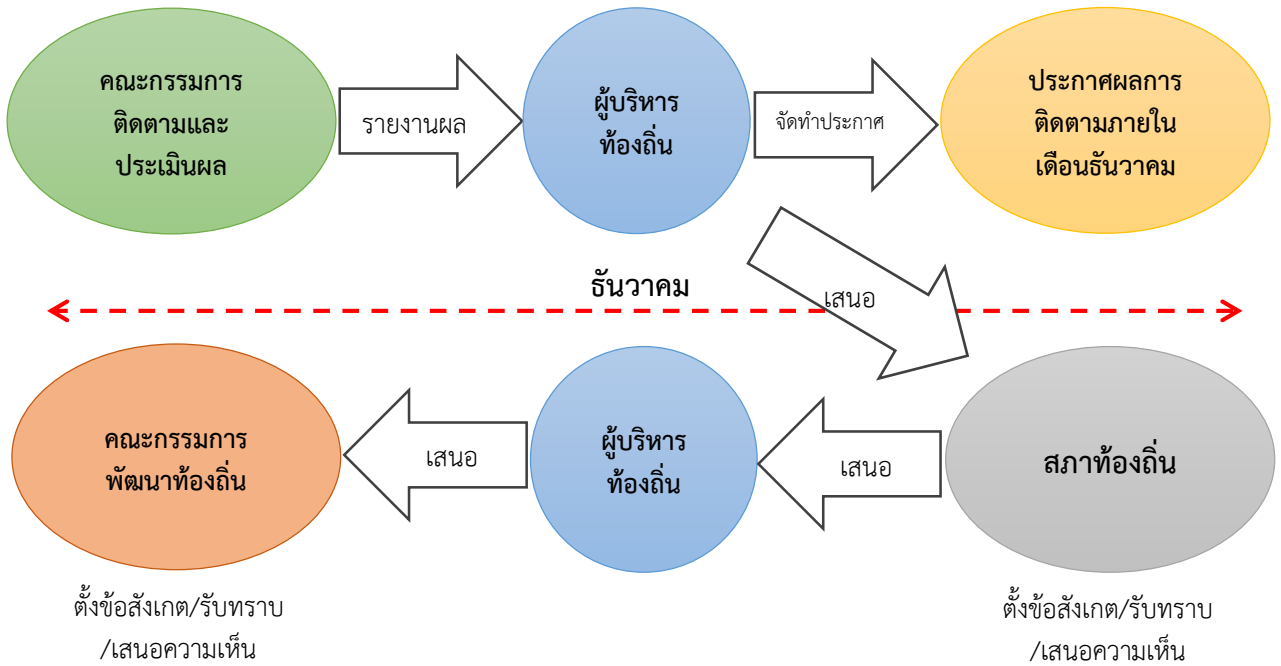 คณะกรรมการ
ติดตามและ
ประเมินผล
รายงานผล
ผู้บริหาร
ท้องถิ่น
จัดทำประกาศ
ประกาศผลการ
ติดตามภายใน
เดือนธันวาคม
ธันวาคม
เสนอ
คณะกรรมการ
พัฒนาท้องถิ่น
เสนอ
ผู้บริหาร
ท้องถิ่น
เสนอ
สภาท้องถิ่น
ตั้งข้อสังเกต/รับทราบ
/เสนอความเห็น
ตั้งข้อสังเกต/รับทราบ
/เสนอความเห็น